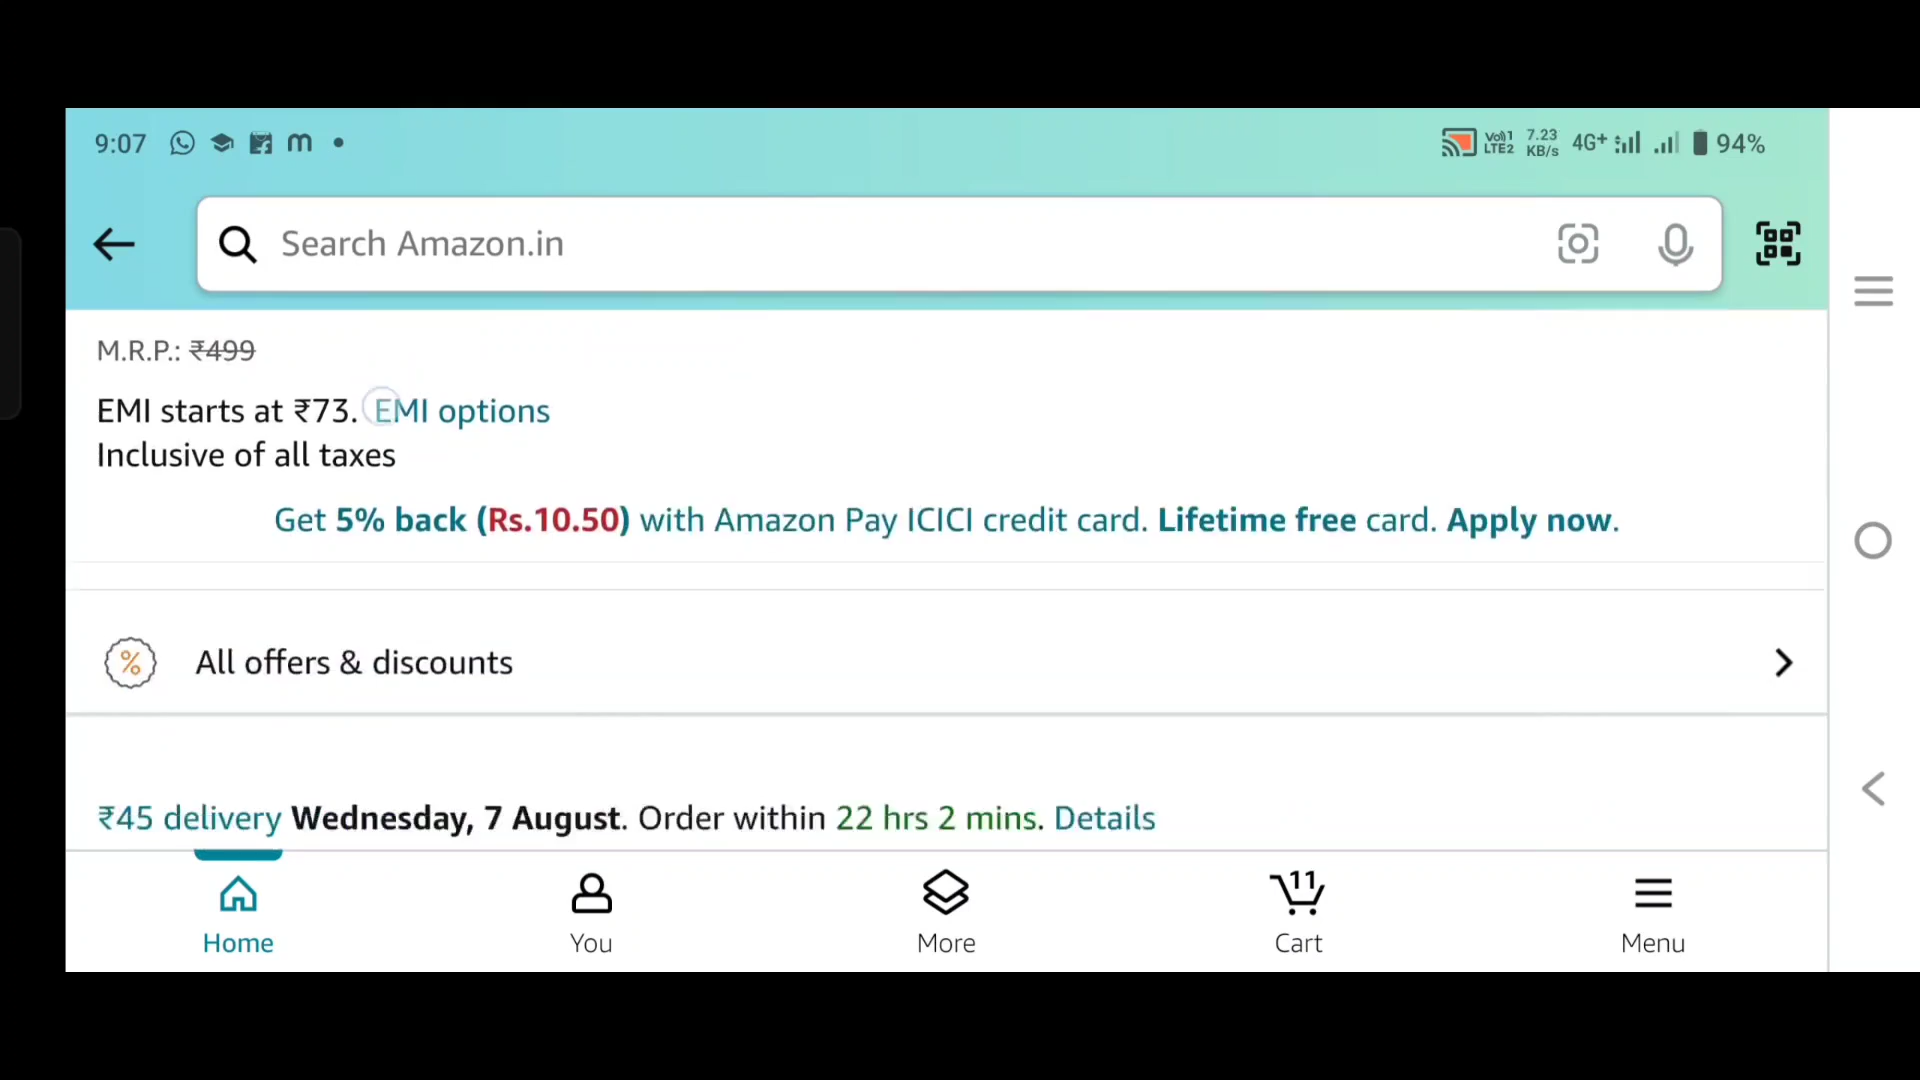 9:07 m Vo)) 1 LTE2 7.23 KB/s 4G+ 94%
Search Amazon.in
M.R.P.: ₹499
EMI starts at ₹73. EMI options
Inclusive of all taxes
Get 5% back (Rs.10.50) with Amazon Pay ICICI credit card. Lifetime free card. Apply now.
% All offers & discounts
₹45 delivery Wednesday, 7 August. Order within 22 hrs 2 mins. Details
11
Home You More Cart Menu